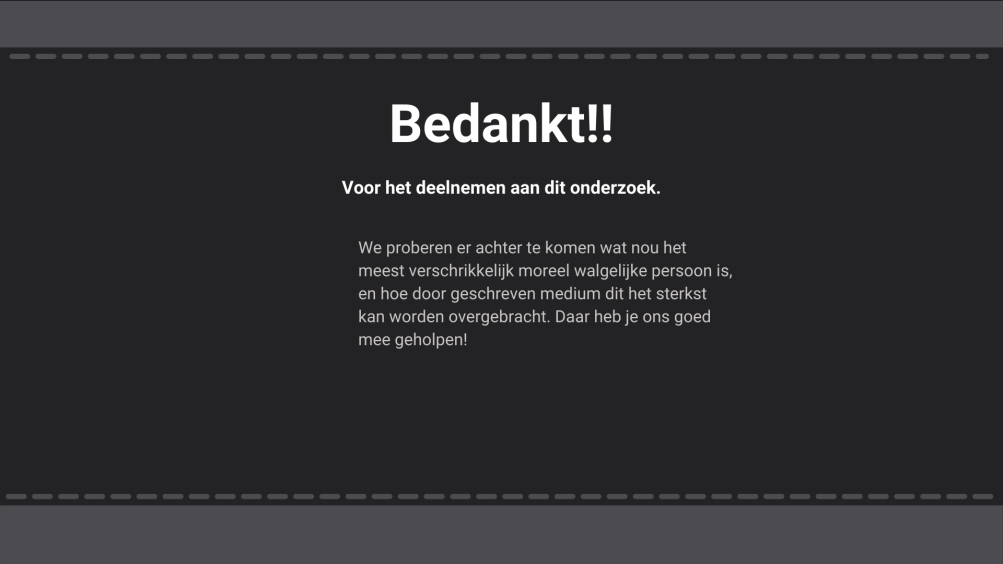 Bedankt!!
Voor het deelnemen aan dit onderzoek.
We proberen er achter te komen wat nou het
meest verschrikkelijk moreel walgelijke persoon is,
en hoe door geschreven medium dit het sterkst
kan worden overgebracht. Daar heb je ons goed
mee geholpen!